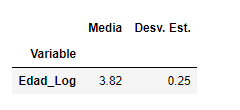 Media Desv. Est.
Variable
Edad_Log 3.82 0.25